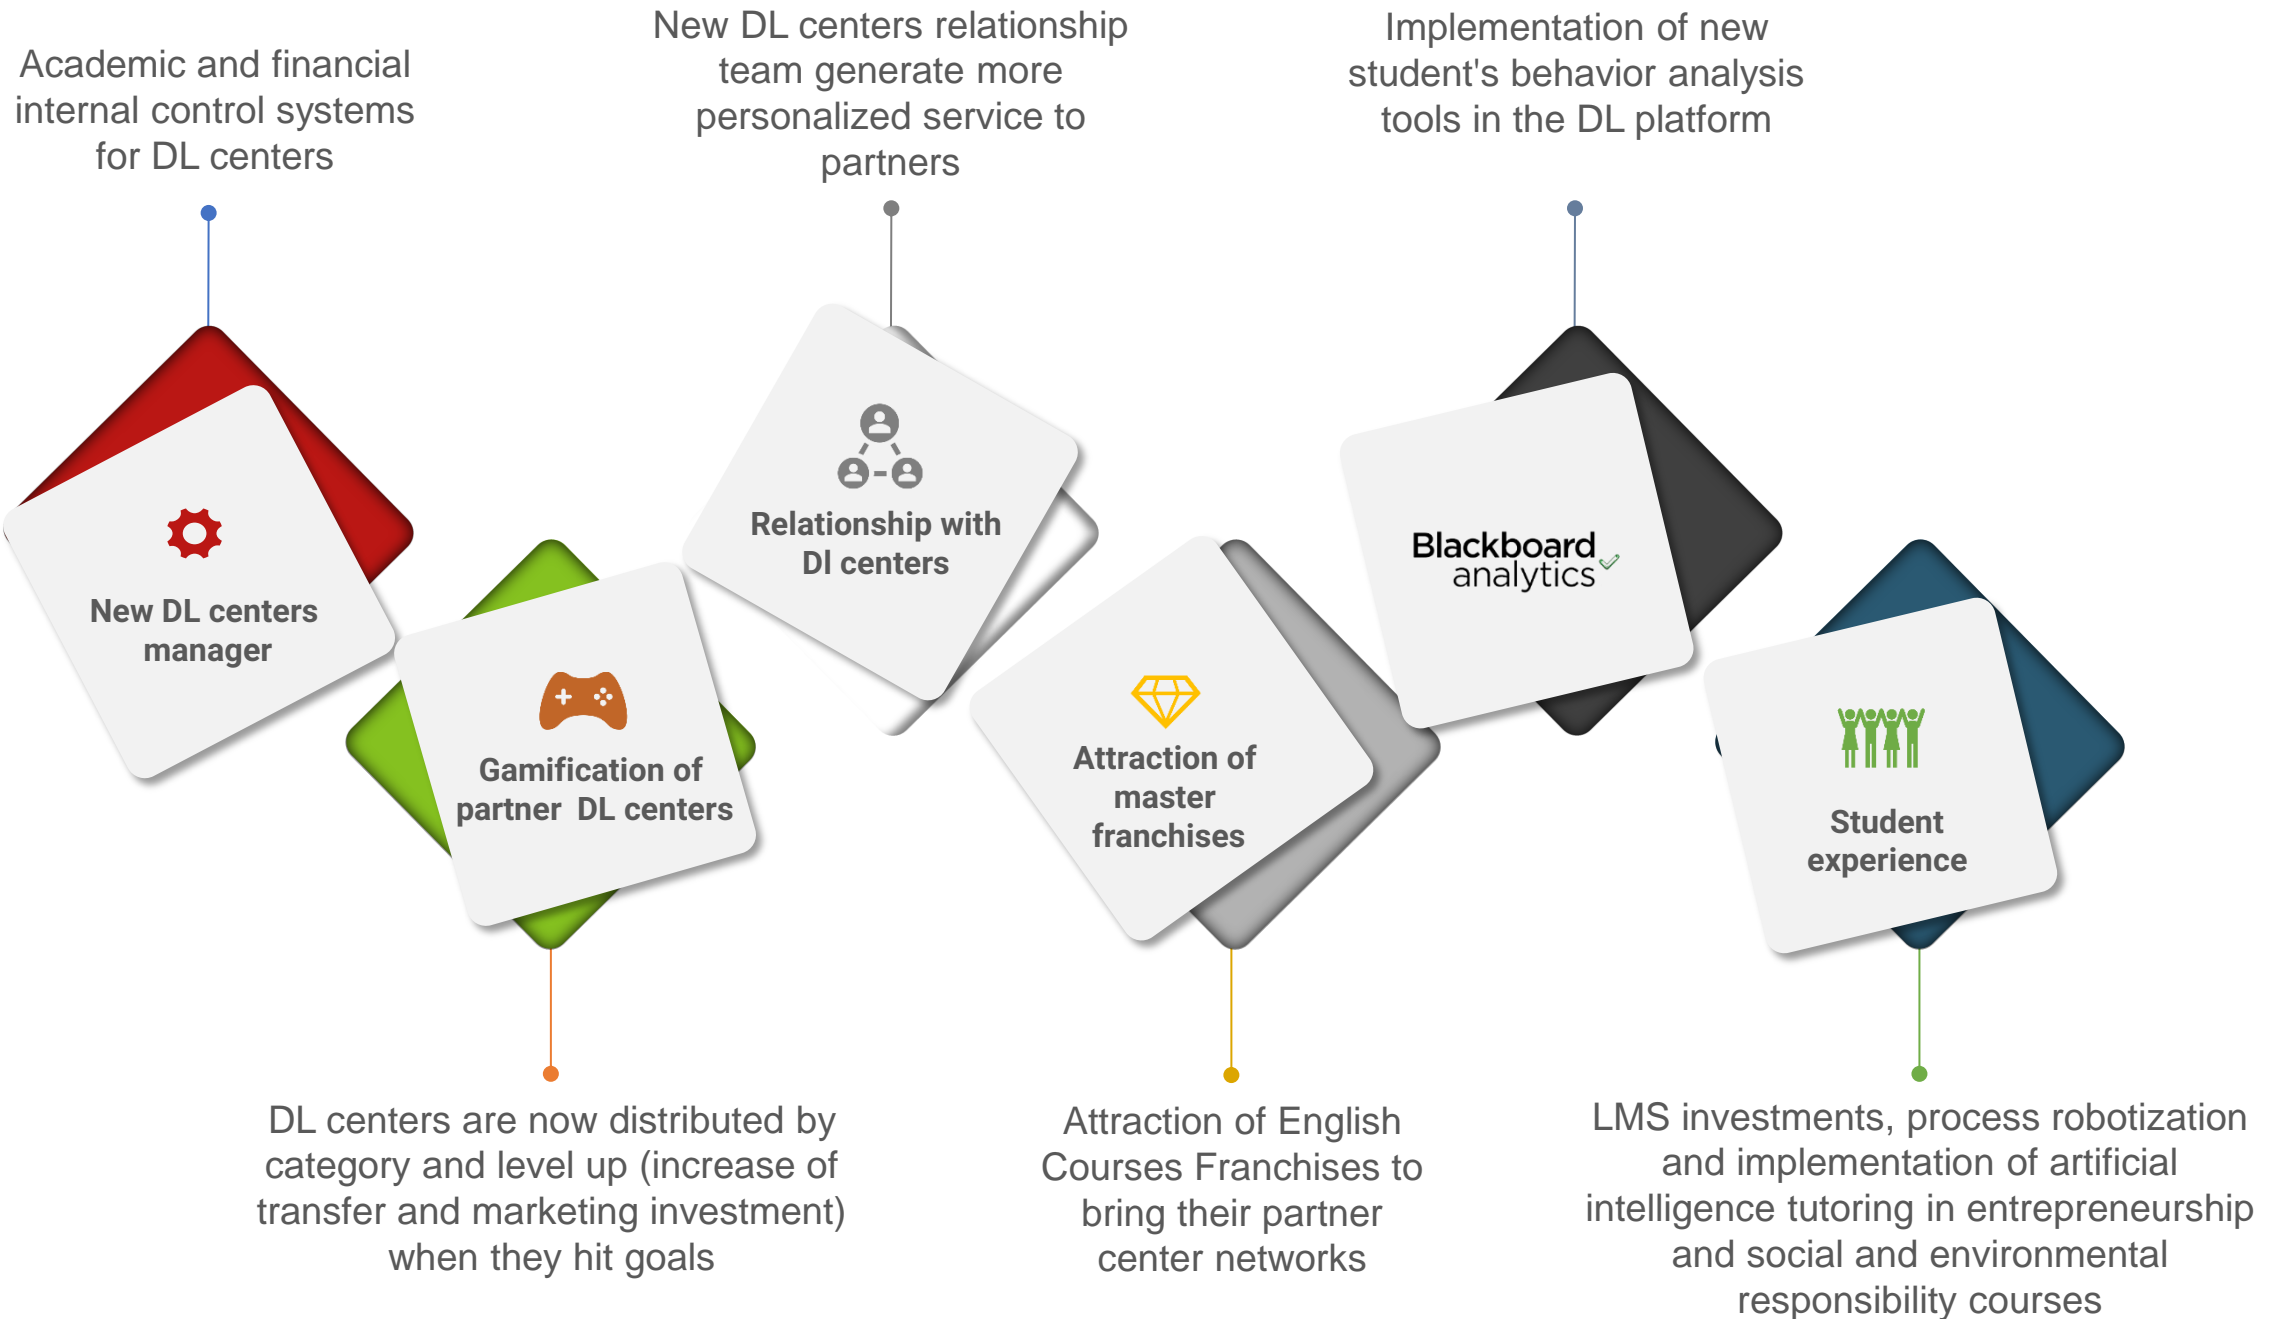 Academic and financial
internal control systems
for DL centers
New DL centers manager
New DL centers relationship
team generate more
personalized service to
partners
Relationship with
Dl centers
Implementation of new
student's behavior analysis
tools in the DL platform
Blackboard
analytics
Gamification of
partner DL centers
DL centers are now distributed by
category and level up (increase of
transfer and marketing investment)
when they hit goals
Attraction of
master
franchises
Attraction of English
Courses Franchises to
bring their partner
center networks
Student
experience
LMS investments, process robotization
and implementation of artificial
intelligence tutoring in entrepreneurship
and social and environmental
responsibility courses